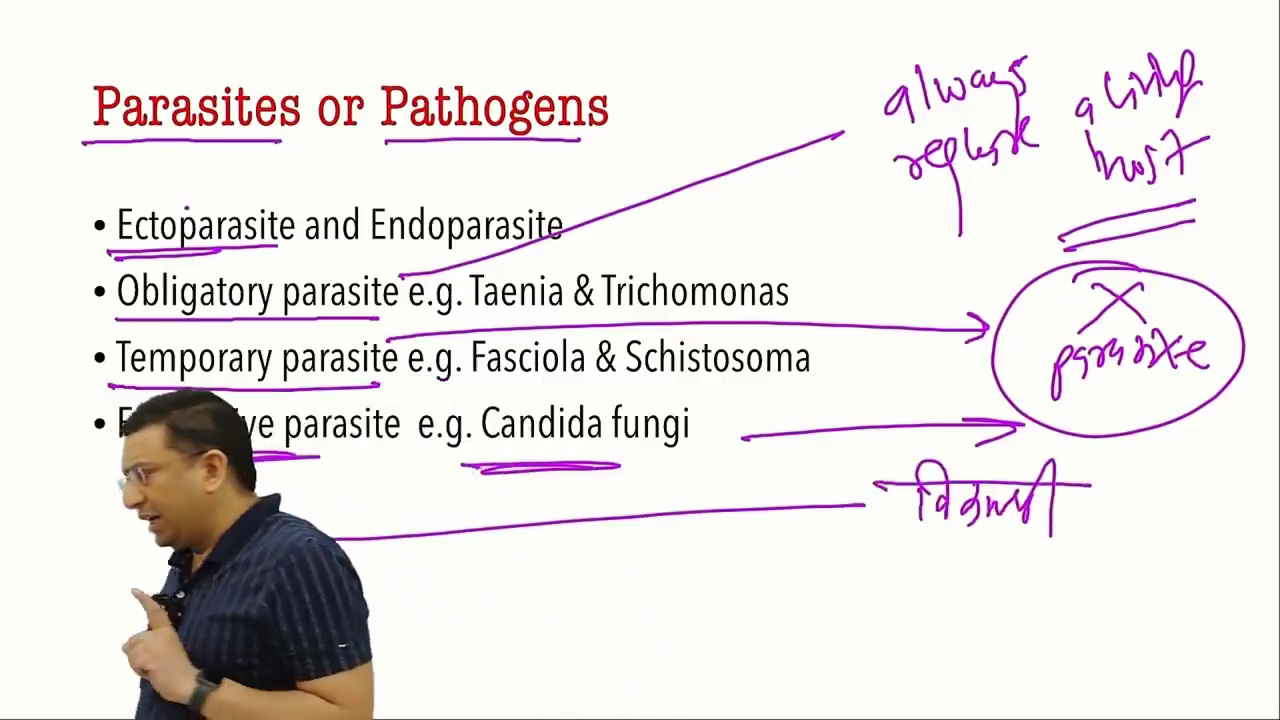 Parasites or Pathogens
always a living
require host
• Ectoparasite and Endoparasite
• Obligatory parasite e.g. Taenia & Trichomonas
• Temporary parasite e.g. Fasciola & Schistosoma
parasite
• parasite e.g. Candida fungi